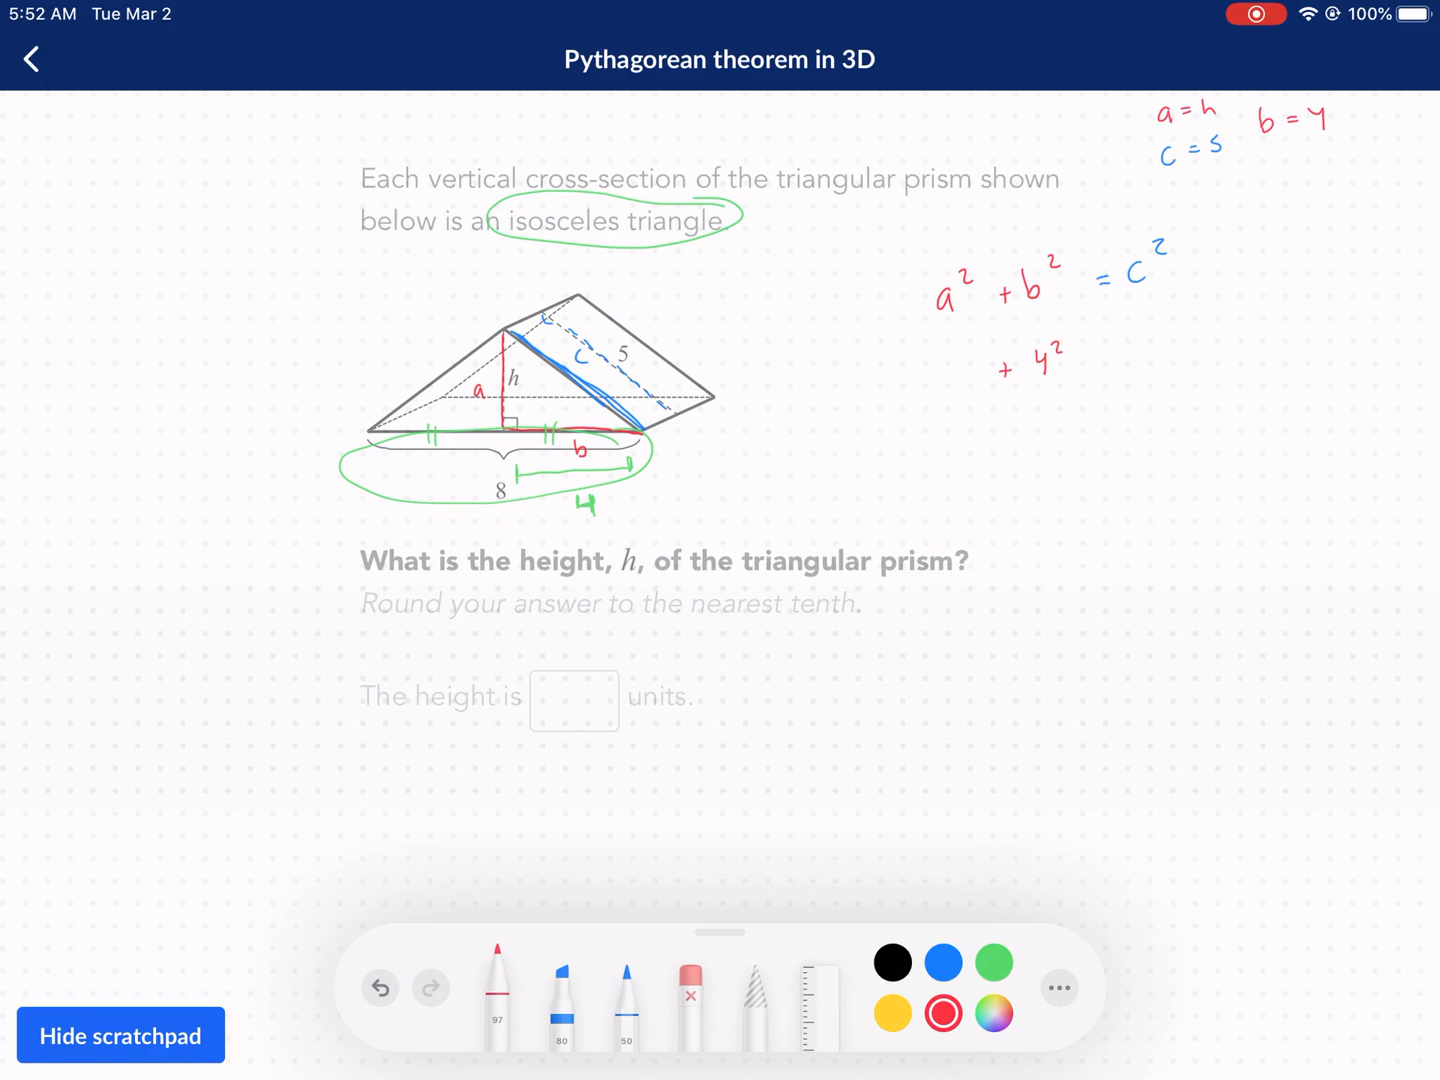 5:52 AM Tue Mar 2
100%
Pythagorean theorem in 3D
a = h b = 4
c = 5
Each vertical cross-section of the triangular prism shown
below is an isosceles triangle.
a² + b² = c²
+ 4²
c
5
h
a
b
8
4
What is the height, h, of the triangular prism?
Round your answer to the nearest tenth.
The height is units.
97
80
50
Hide scratchpad